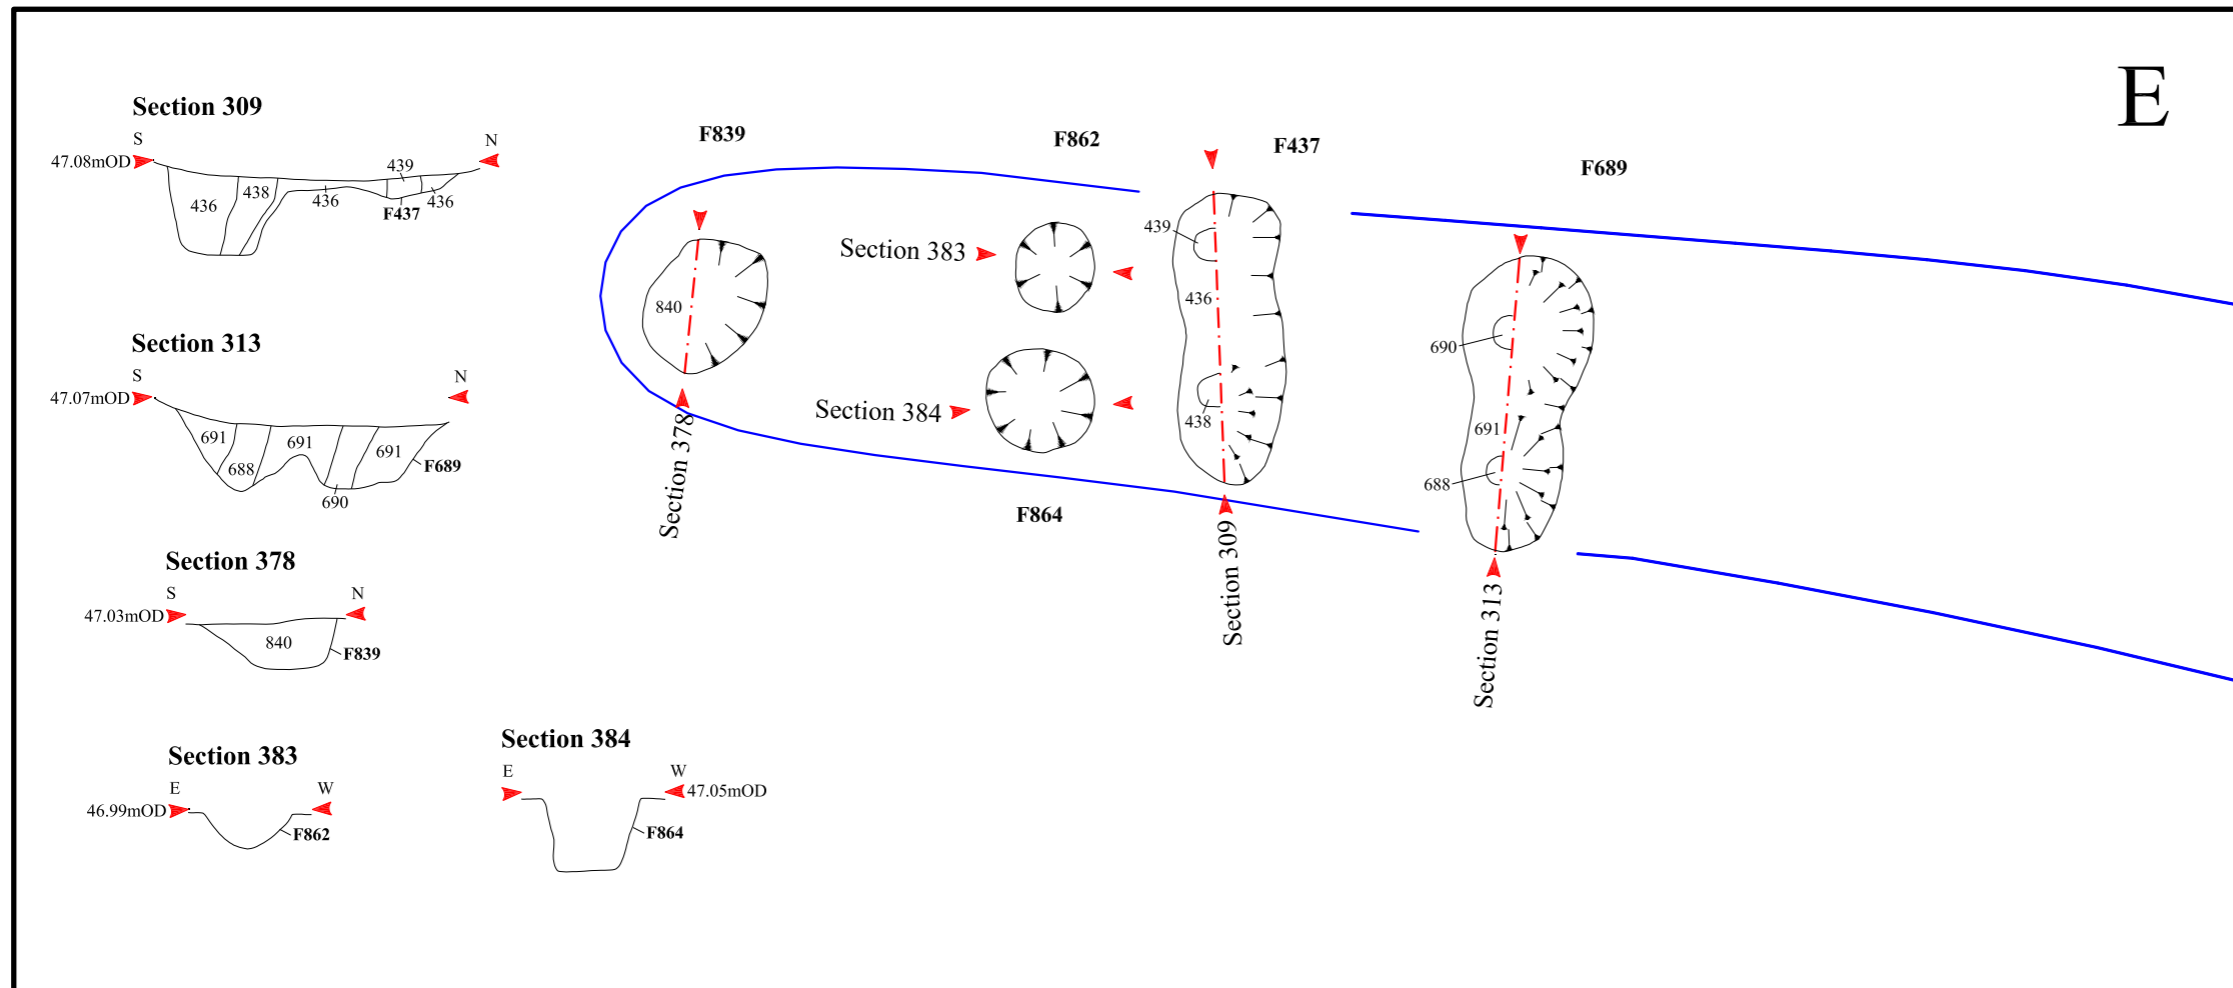 E
Section 309
S
N
47.08mOD
439
436
438
436
F437
436
Section 313
S
N
47.07mOD
691
688
691
691
F689
690
Section 378
S
N
47.03mOD
840
F839
Section 383
E
W
46.99mOD
F862
Section 384
E
W
47.05mOD
F864
F839
F862
F437
F689
840
Section 378
Section 383
Section 384
F864
439
436
438
Section 309
690
691
688
Section 313